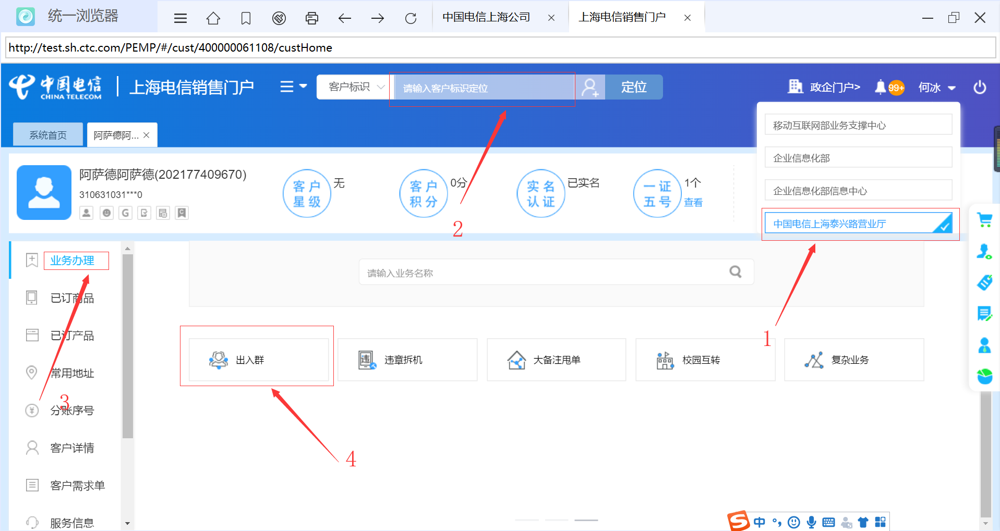 统一浏览器
中国电信上海公司
上海电信销售门户
http://test.sh.ctc.com/PEMP/#/cust/400000061108/custHome
中国电信
CHINA TELECOM
上海电信销售门户
客户标识
请输入客户标识定位
定位
政企门户>
99+
何冰
系统首页
阿萨德阿...
移动互联网部业务支撑中心
企业信息化部
企业信息化部信息中心
中国电信上海泰兴路营业厅
阿萨德阿萨德(202177409670)
310631031***0
G
C
客户
星级
无
客户
积分
0分
实名
认证
已实名
一证
五号
1个
查看
2
1
3
4
业务办理
已订商品
已订产品
常用地址
¥
分账序号
客户详情
客户需求单
服务信息
请输入业务名称
出入群
违
违章拆机
大备注甩单
校园互转
复杂业务
S
中